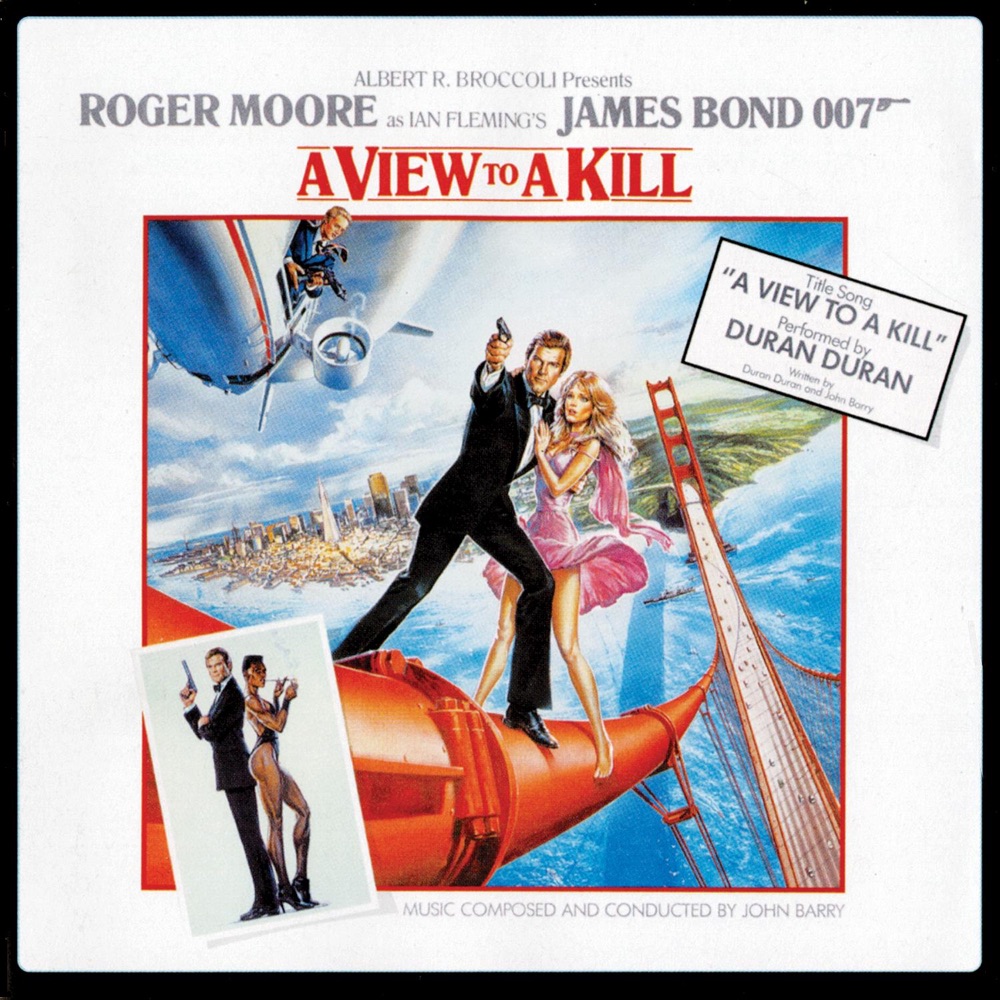 ALBERT R. BROCCOLI Presents
ROGER MOORE as IAN FLEMING'S JAMES BOND 007
A VIEW TO A KILL
Title Song
"A VIEW TO A KILL"
Performed by
DURAN DURAN
Written by
Duran Duran and John Barry
MUSIC COMPOSED AND CONDUCTED BY JOHN BARRY